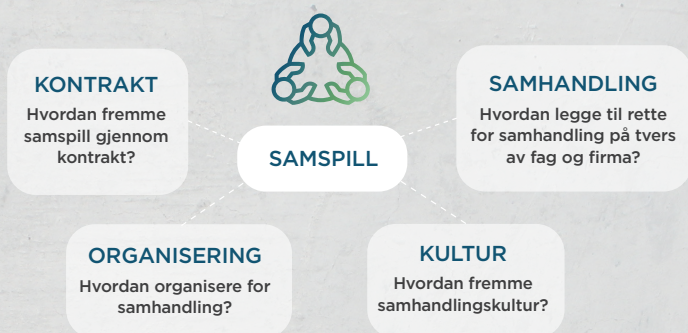 KONTRAKT
Hvordan fremme
samspill gjennom
kontrakt?
SAMHANDLING
Hvordan legge til rette
for samhandling på tvers
av fag og firma?
SAMSPILL
ORGANISERING
Hvordan organisere for
samhandling?
KULTUR
Hvordan fremme
samhandlingskultur?